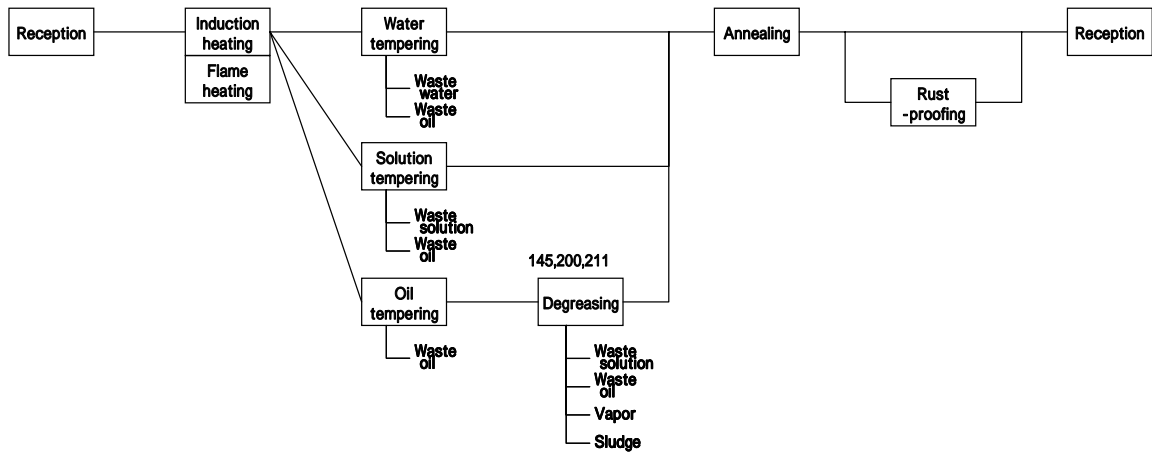 Reception
Induction
heating
Flame
heating
Water
tempering
Waste
water
Waste
oil
Solution
tempering
Waste
solution
Waste
oil
Oil
tempering
Waste
oil
145,200,211
Degreasing
Waste
solution
Waste
oil
Vapor
Sludge
Annealing
Rust
-proofing
Reception